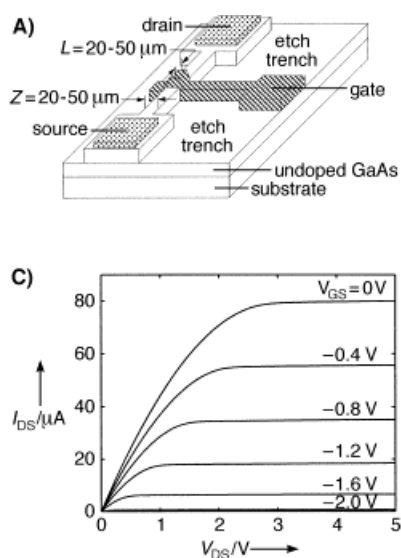 A)
drain
L = 20-50 μm
Z = 20-50 μm
source
etch
trench
gate
etch
trench
undoped GaAs
substrate
C)
V_GS = 0V
80
-0.4 V
60
I_DS/μA
-0.8 V
40
-1.2 V
20
-1.6 V
-2.0 V
0
0 1 2 3 4 5
V_DS/V